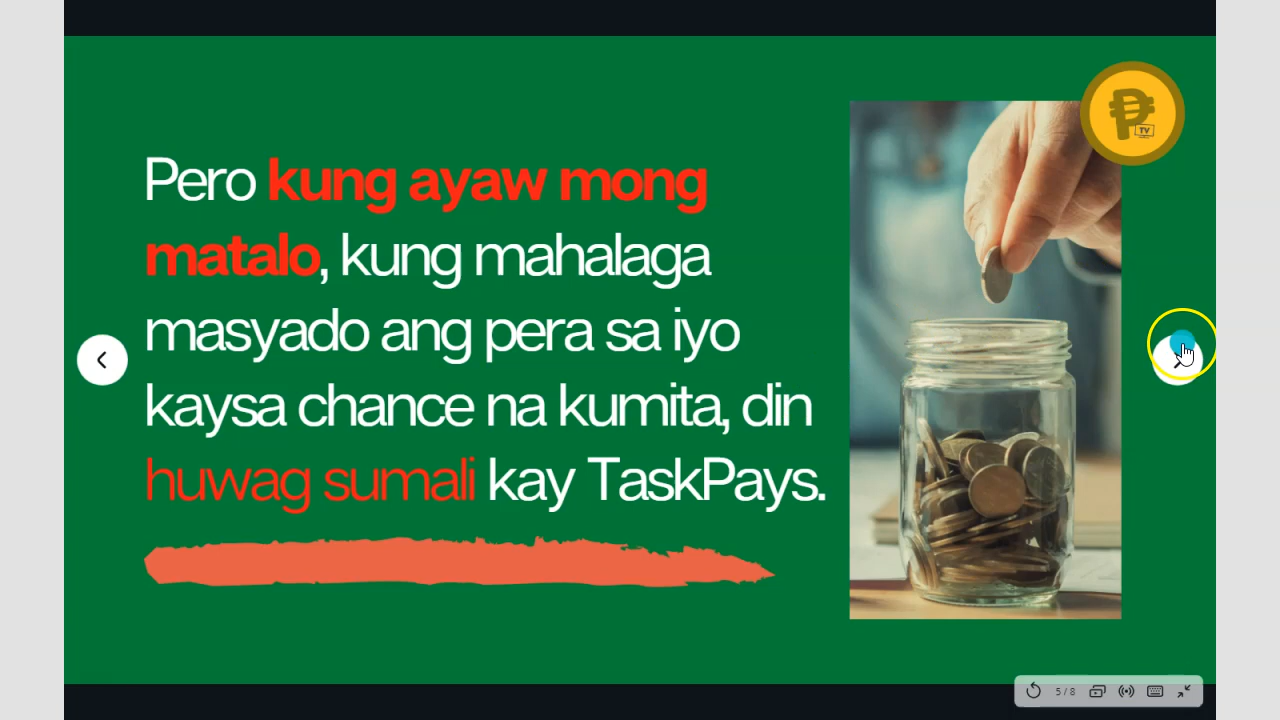 Pero kung ayaw mong
matalo, kung mahalaga
masyado ang pera sa iyo
kaysa chance na kumita, din
huwag sumali kay TaskPays.
₱
TV
5 / 8